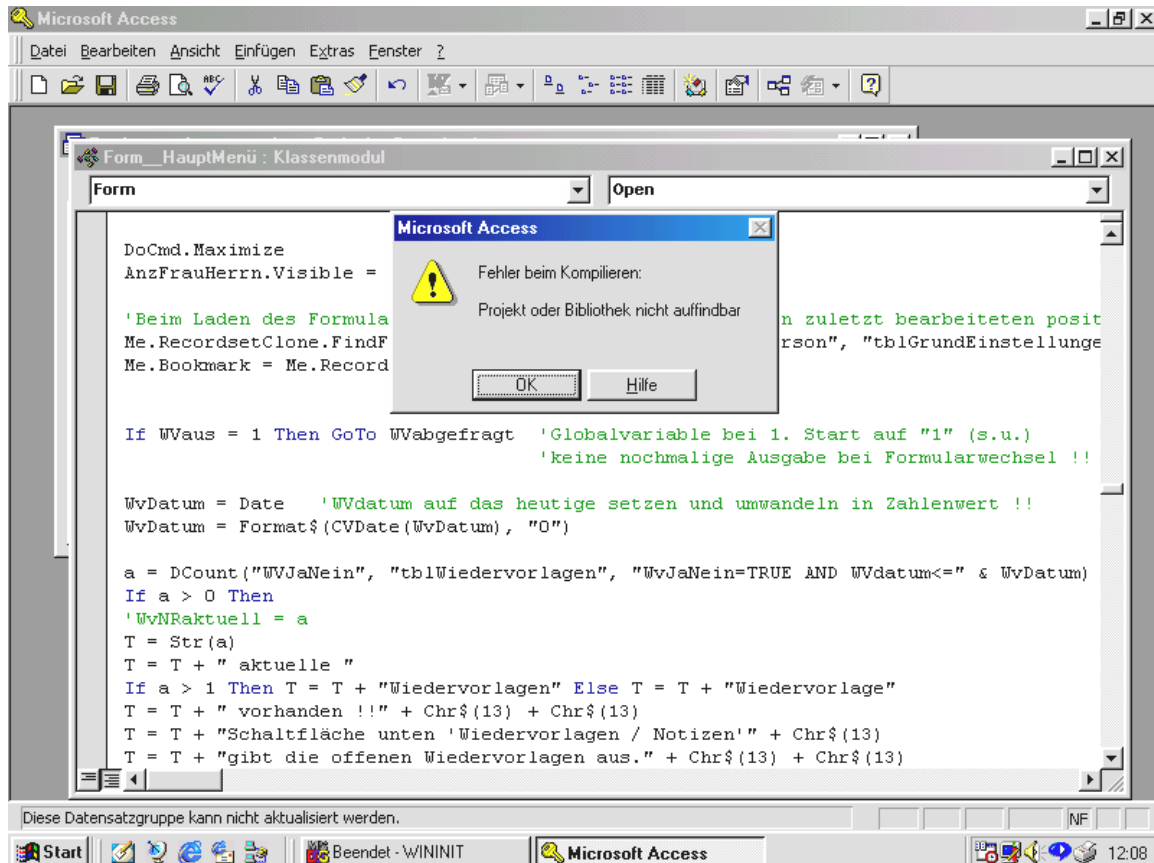 Microsoft Access
Datei Bearbeiten Ansicht Einfügen Extras Fenster ?
Form__HauptMenü : Klassenmodul
Form Open
Microsoft Access
Fehler beim Kompilieren:
Projekt oder Bibliothek nicht auffindbar
OK Hilfe
DoCmd.Maximize
AnzFrauHerrn.Visible =
'Beim Laden des Formula n zuletzt bearbeiteten posit
Me.RecordsetClone.FindF rson", "tblGrundEinstellunge
Me.Bookmark = Me.Record
If WVaus = 1 Then GoTo WVabgefragt 'Globalvariable bei 1. Start auf "1" (s.u.)
'keine nochmalige Ausgabe bei Formularwechsel !!
WvDatum = Date 'WVdatum auf das heutige setzen und umwandeln in Zahlenwert !!
WvDatum = Format$(CVDate(WvDatum), "0")
a = DCount("WVJaNein", "tblWiedervorlagen", "WvJaNein=TRUE AND WVdatum<=" & WvDatum)
If a > 0 Then
'WvNRaktuell = a
T = Str(a)
T = T + " aktuelle "
If a > 1 Then T = T + "Wiedervorlagen" Else T = T + "Wiedervorlage"
T = T + " vorhanden !!" + Chr$(13) + Chr$(13)
T = T + "Schaltfläche unten 'Wiedervorlagen / Notizen'" + Chr$(13)
T = T + "gibt die offenen Wiedervorlagen aus." + Chr$(13) + Chr$(13)
Diese Datensatzgruppe kann nicht aktualisiert werden. NF
Start Beendet - WININIT Microsoft Access 12:08